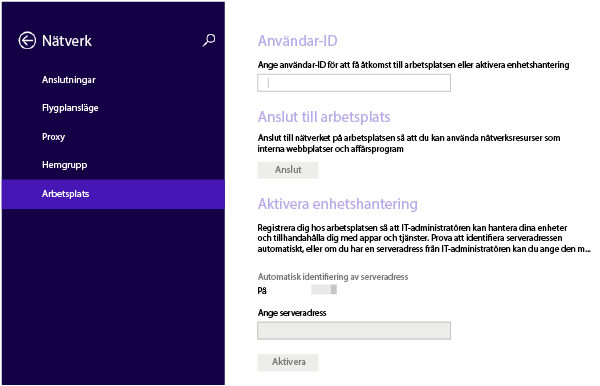 Nätverk
Anslutningar
Flygplansläge
Proxy
Hemgrupp
Arbetsplats
Användar-ID
Ange användar-ID för att få åtkomst till arbetsplatsen eller aktivera enhetshantering
Anslut till arbetsplats
Anslut till nätverket på arbetsplatsen så att du kan använda nätverksresurser som
interna webbplatser och affärsprogram
Anslut
Aktivera enhetshantering
Registrera dig hos arbetsplatsen så att IT-administratören kan hantera dina enheter
och tillhandahålla dig med appar och tjänster. Prova att identifiera serveradressen
automatiskt, eller om du har en serveradress från IT-administratören kan du ange den m...
Automatisk identifiering av serveradress
På
Ange serveradress
Aktivera